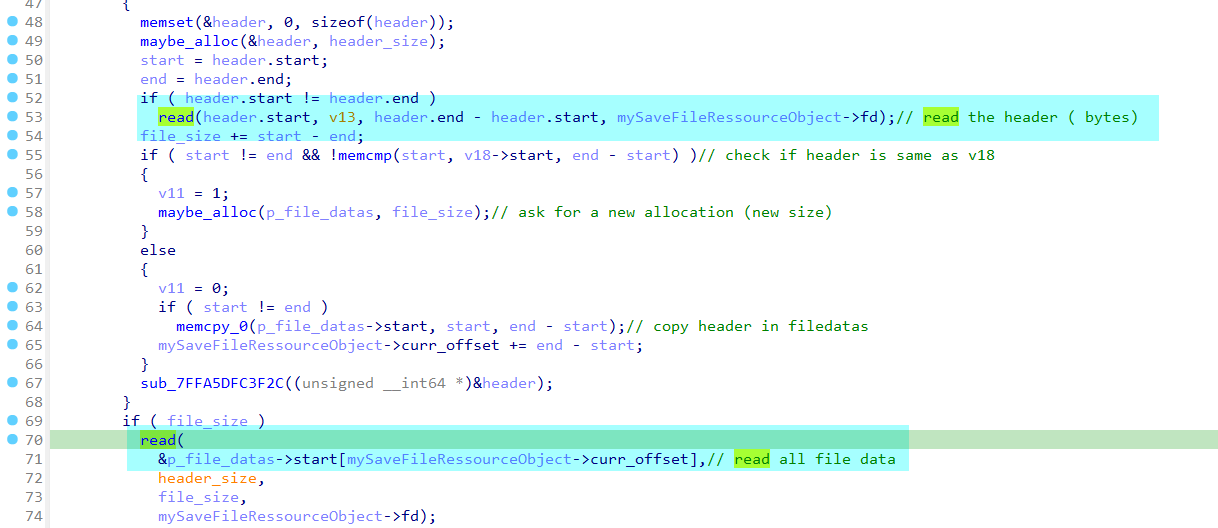 47 {
48 memset(&header, 0, sizeof(header));
49 maybe_alloc(&header, header_size);
50 start = header.start;
51 end = header.end;
52 if ( header.start != header.end )
53 read(header.start, v13, header.end - header.start, mySaveFileRessourceObject->fd);// read the header ( bytes)
54 file_size += start - end;
55 if ( start != end && !memcmp(start, v18->start, end - start) )// check if header is same as v18
56 {
57 v11 = 1;
58 maybe_alloc(p_file_datas, file_size);// ask for a new allocation (new size)
59 }
60 else
61 {
62 v11 = 0;
63 if ( start != end )
64 memcpy_0(p_file_datas->start, start, end - start);// copy header in filedatas
65 mySaveFileRessourceObject->curr_offset += end - start;
66 }
67 sub_7FFA5DFC3F2C((unsigned __int64 *)&header);
68 }
69 if ( file_size )
70 read(
71 &p_file_datas->start[mySaveFileRessourceObject->curr_offset],// read all file data
72 header_size,
73 file_size,
74 mySaveFileRessourceObject->fd);